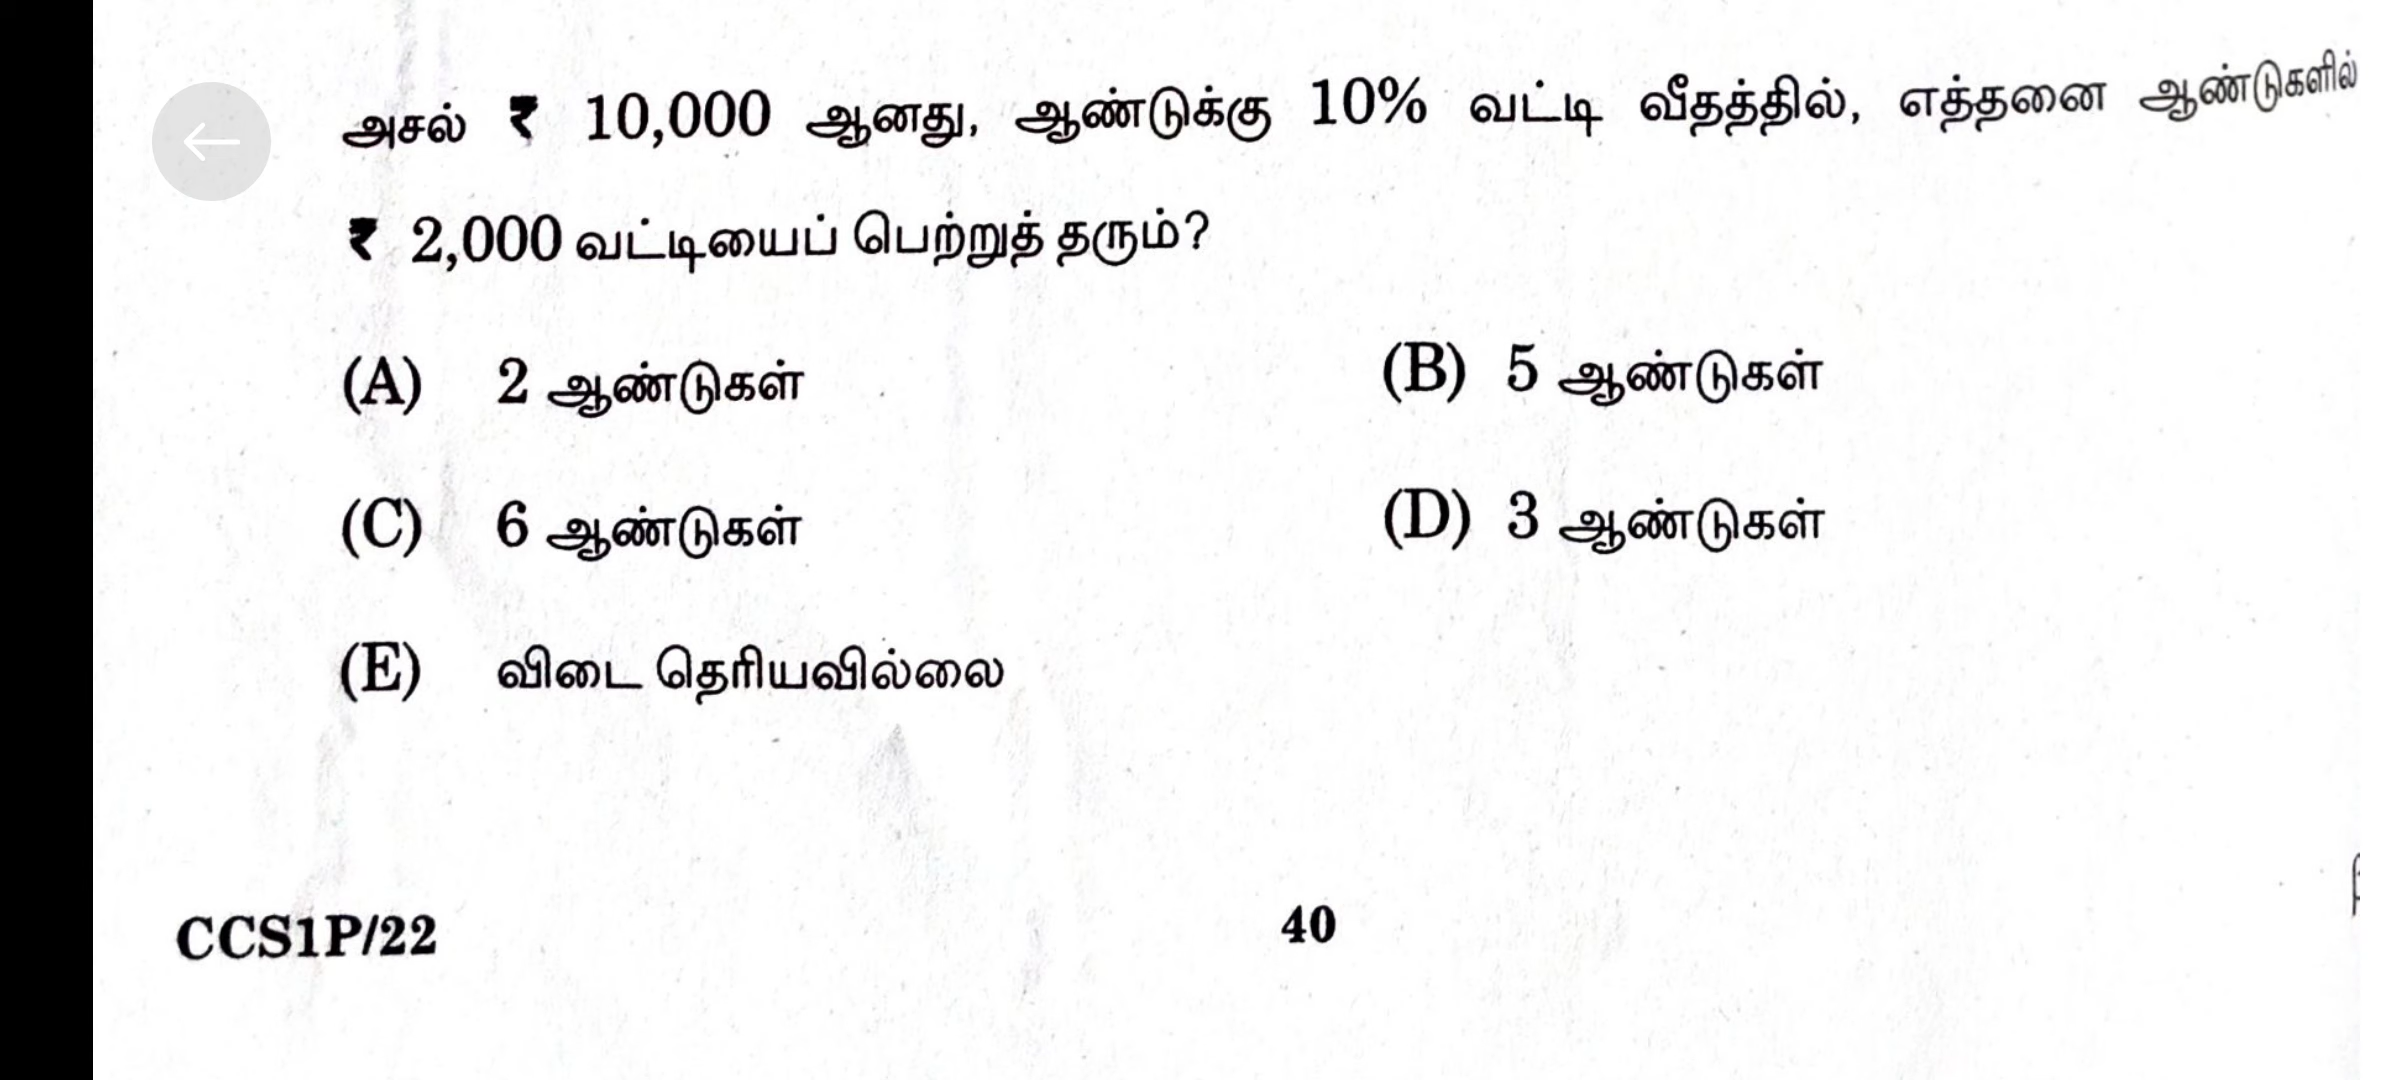 அசல் ₹ 10,000 ஆனது, ஆண்டுக்கு 10% வட்டி வீதத்தில், எத்தனை ஆண்டுகளில்
₹ 2,000 வட்டியைப் பெற்றுத் தரும்?
(A) 2 ஆண்டுகள் (B) 5 ஆண்டுகள்
(C) 6 ஆண்டுகள் (D) 3 ஆண்டுகள்
(E) விடை தெரியவில்லை
CCS1P/22 40